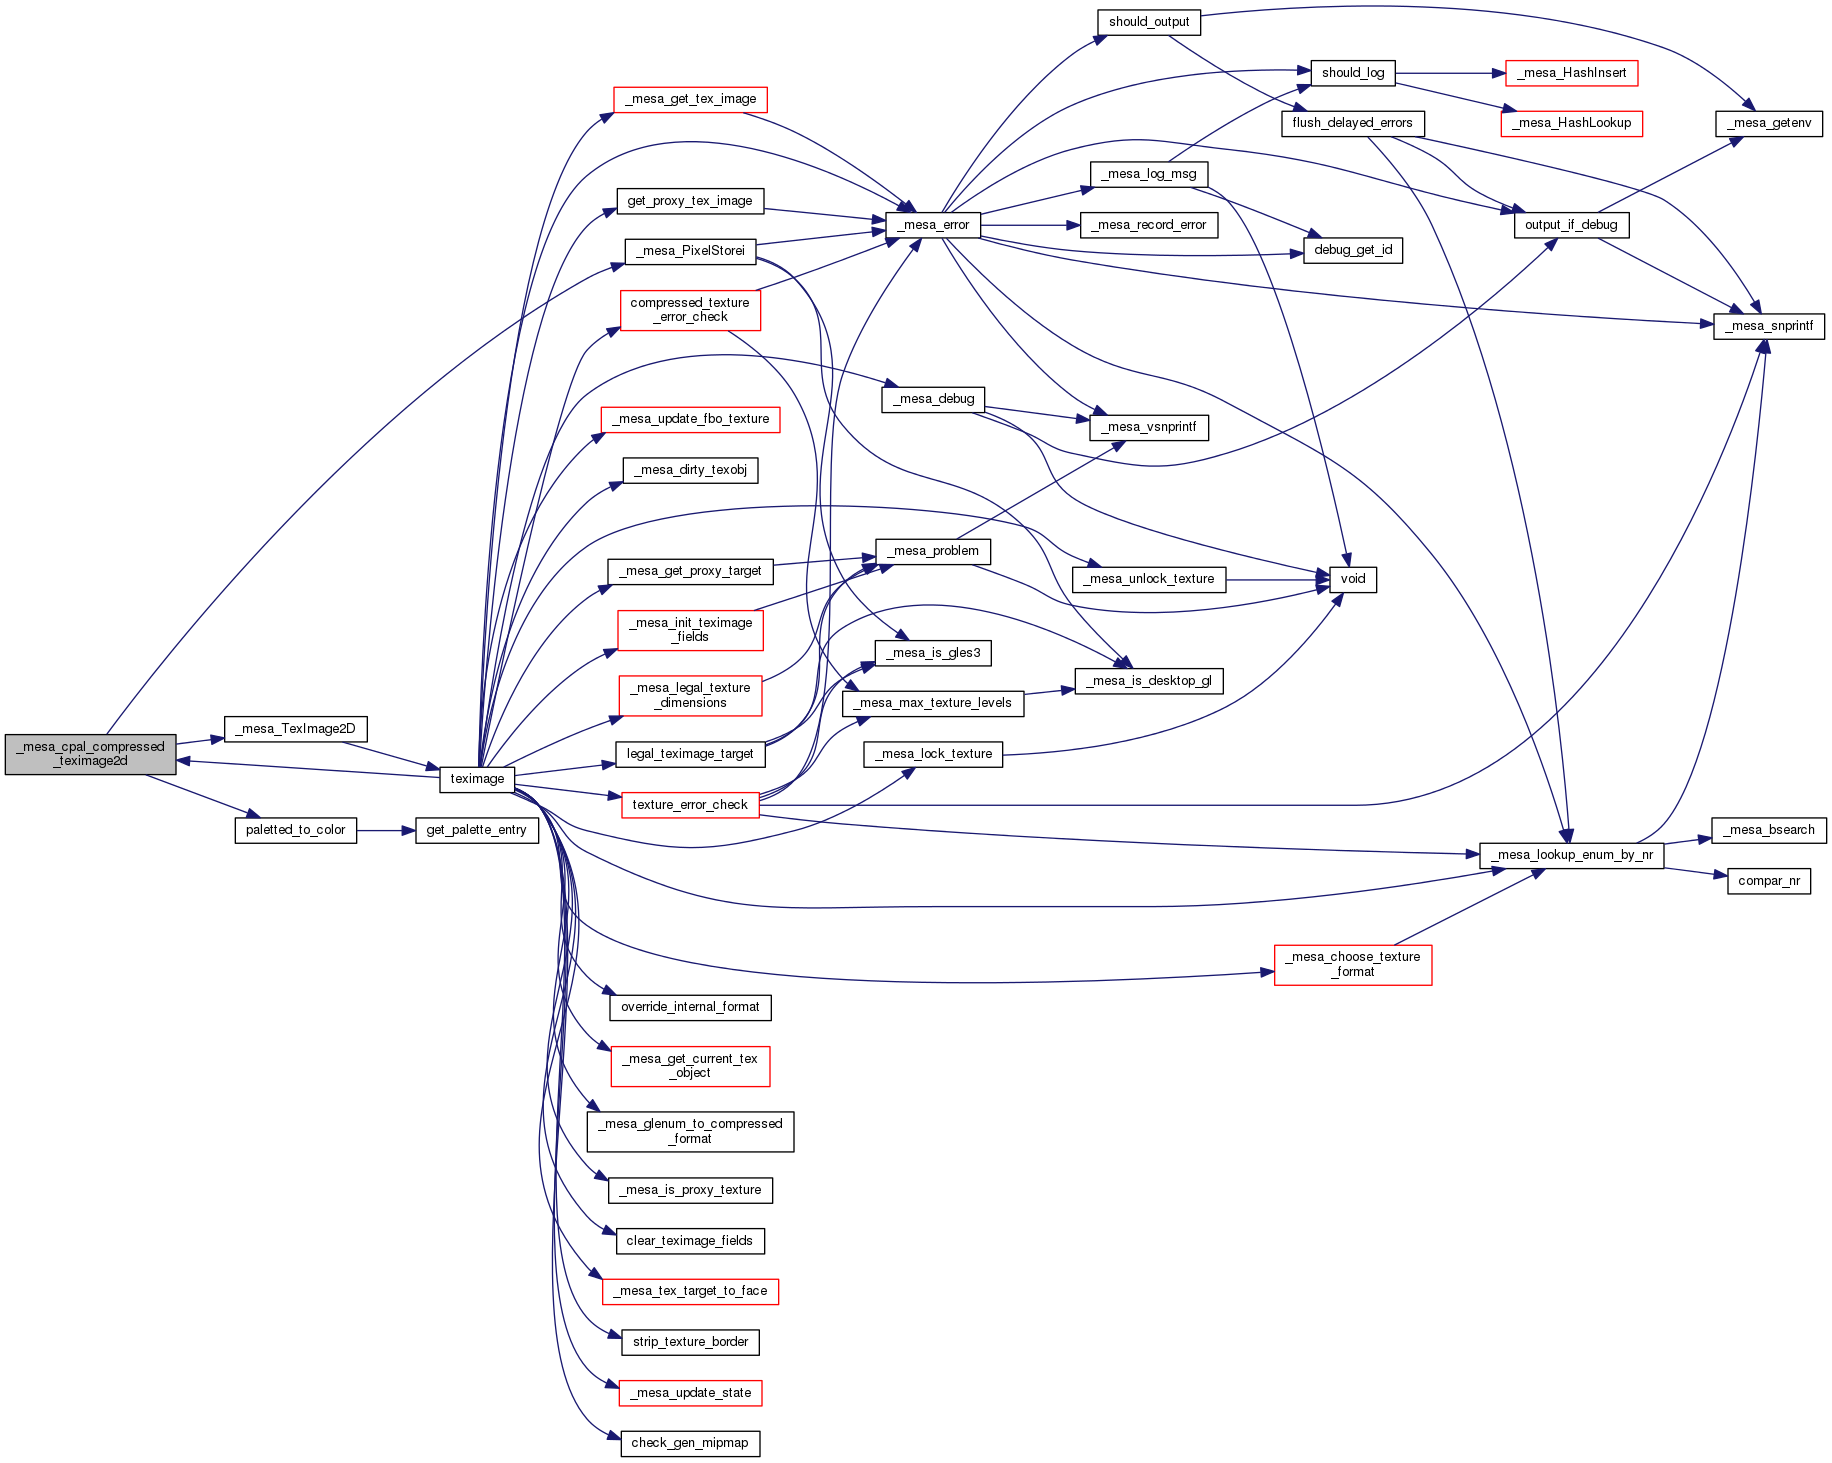 should_output
should_log
_mesa_HashInsert
_mesa_get_tex_image
flush_delayed_errors
_mesa_HashLookup
_mesa_getenv
_mesa_log_msg
get_proxy_tex_image
_mesa_error
_mesa_record_error
output_if_debug
_mesa_PixelStorei
debug_get_id
compressed_texture
_error_check
_mesa_snprintf
_mesa_debug
_mesa_update_fbo_texture
_mesa_vsnprintf
_mesa_dirty_texobj
_mesa_problem
_mesa_get_proxy_target
_mesa_unlock_texture
void
_mesa_init_teximage
_fields
_mesa_is_gles3
_mesa_is_desktop_gl
_mesa_legal_texture
_dimensions
_mesa_max_texture_levels
_mesa_TexImage2D
_mesa_cpal_compressed
_teximage2d
legal_teximage_target
_mesa_lock_texture
teximage
texture_error_check
paletted_to_color
get_palette_entry
_mesa_bsearch
_mesa_lookup_enum_by_nr
compar_nr
_mesa_choose_texture
_format
override_internal_format
_mesa_get_current_tex
_object
_mesa_glenum_to_compressed
_format
_mesa_is_proxy_texture
clear_teximage_fields
_mesa_tex_target_to_face
strip_texture_border
_mesa_update_state
check_gen_mipmap